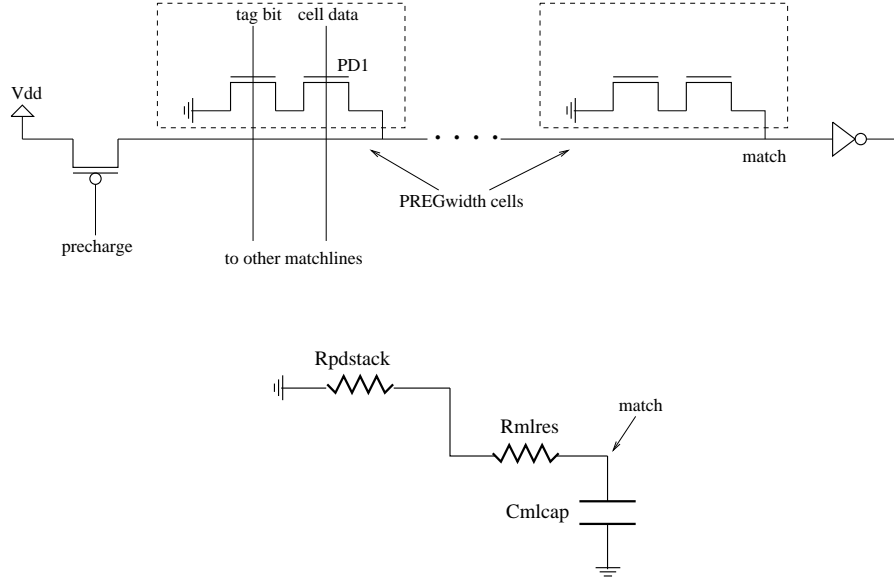 tag bit
cell data
PD1
Vdd
match
PREGwidth cells
precharge
to other matchlines
Rpdstack
match
Rmlres
Cmlcap